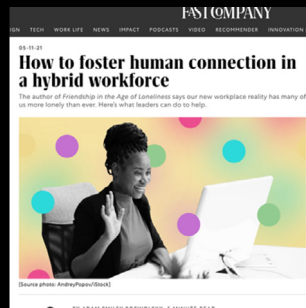 FAST COMPANY
IGN TECH WORK LIFE NEWS IMPACT PODCASTS VIDEO RECOMMENDER INNOVATION
05-11-21
How to foster human connection in
a hybrid workforce
The author of Friendship in the Age of Loneliness says our new workplace reality has many of
us more lonely than ever. Here's what leaders can do to help.
[Source photo: AndreyPopov/iStock]